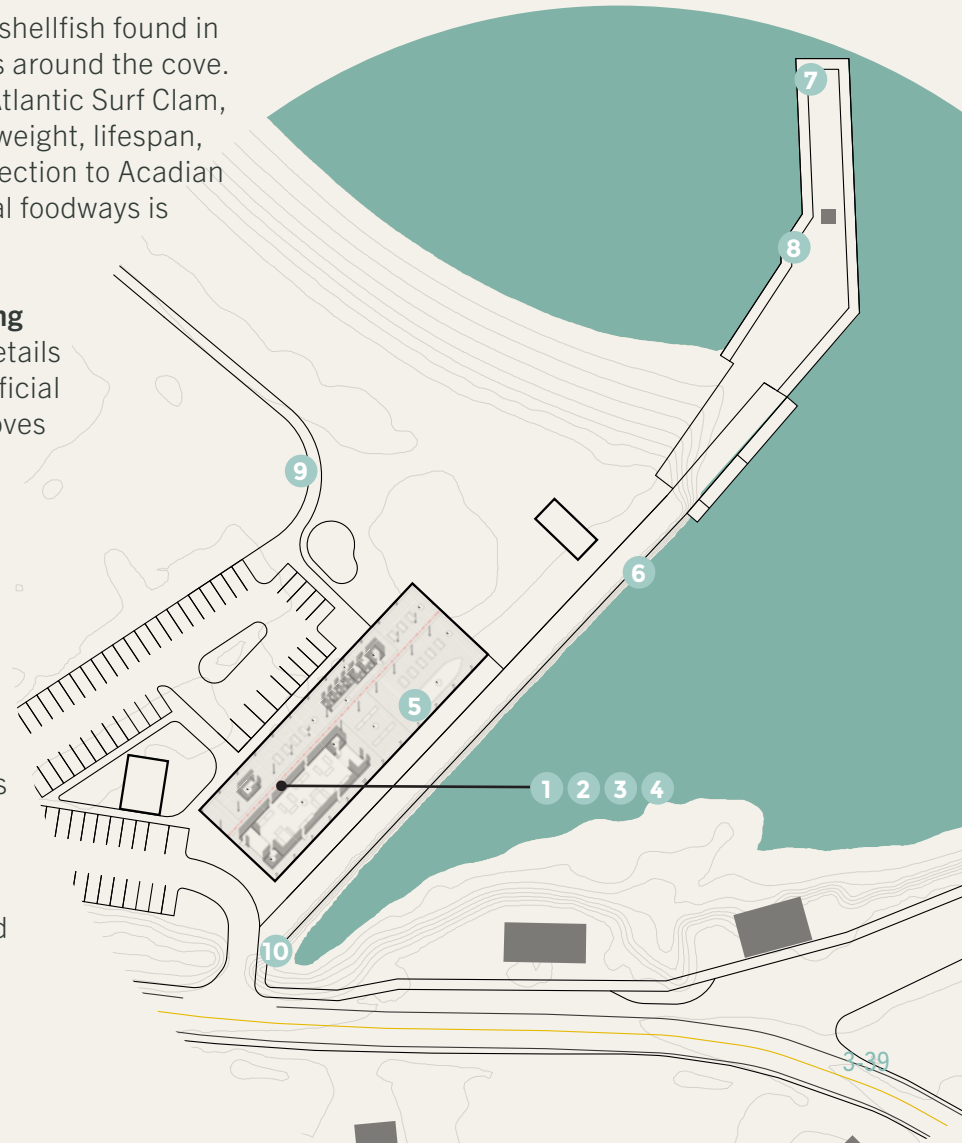 shellfish found in
around the cove.
Atlantic Surf Clam,
weight, lifespan,
ection to Acadian
al foodways is
ng
etails
ficial
oves
s
d
7
8
9
6
5
1 2 3 4
10
3-39